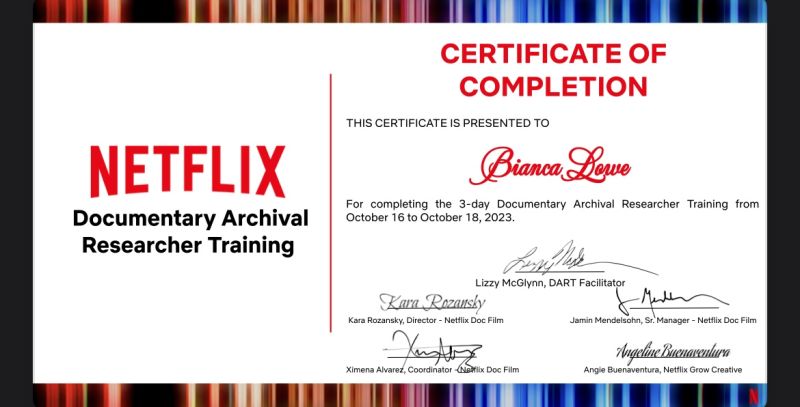 CERTIFICATE OF
COMPLETION
THIS CERTIFICATE IS PRESENTED TO
Bianca Lowe
For completing the 3-day Documentary Archival Researcher Training from
October 16 to October 18, 2023.
NETFLIX
Documentary Archival
Researcher Training
Lizzy McGlynn, DART Facilitator
Kara Rozansky
Kara Rozansky, Director - Netflix Doc Film
Jamin Mendelsohn, Sr. Manager - Netflix Doc Film
Ximena Alvarez, Coordinator - Netflix Doc Film
Angeline Buenaventura
Angie Buenaventura, Netflix Grow Creative
N